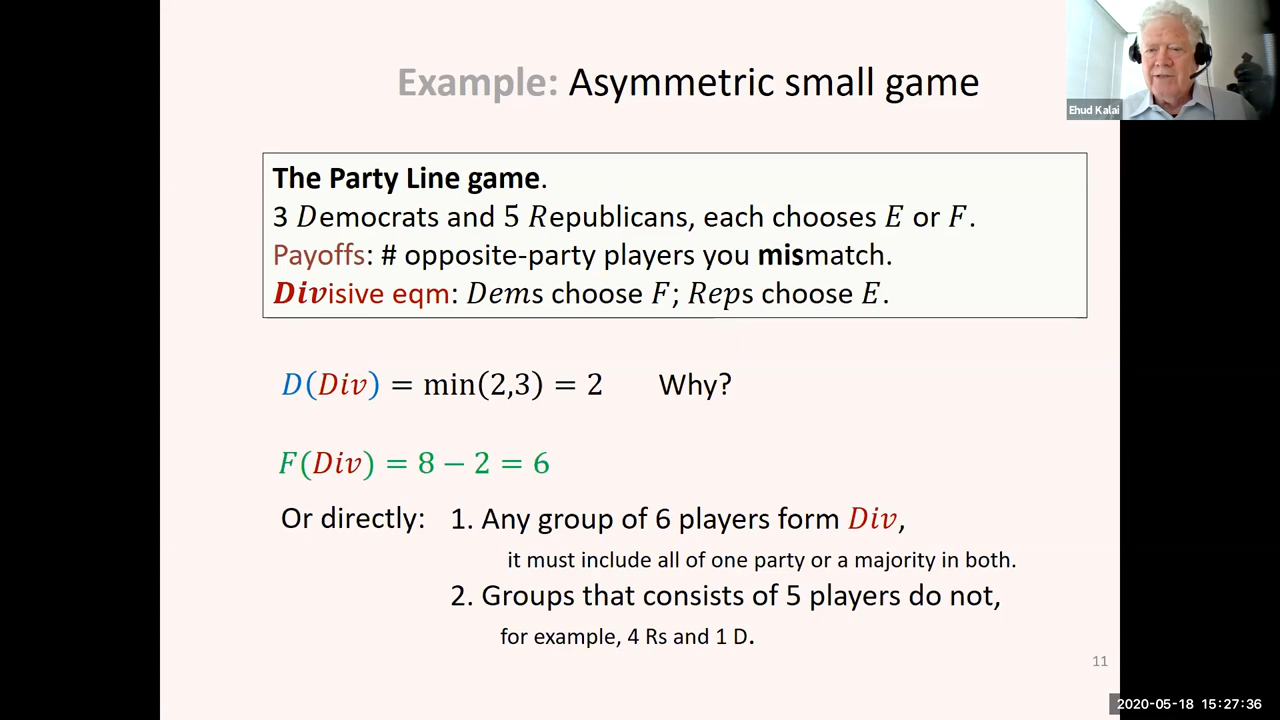 Example: Asymmetric small game
Ehud Kalai
The Party Line game.
3 Democrats and 5 Republicans, each chooses E or F.
Payoffs: # opposite-party players you mismatch.
Divisive eqm: Dems choose F; Reps choose E.
D(Div) = min(2,3) = 2 Why?
F(Div) = 8 − 2 = 6
Or directly: 1. Any group of 6 players form Div,
it must include all of one party or a majority in both.
2. Groups that consists of 5 players do not,
for example, 4 Rs and 1 D.
11
2020-05-18 15:27:36